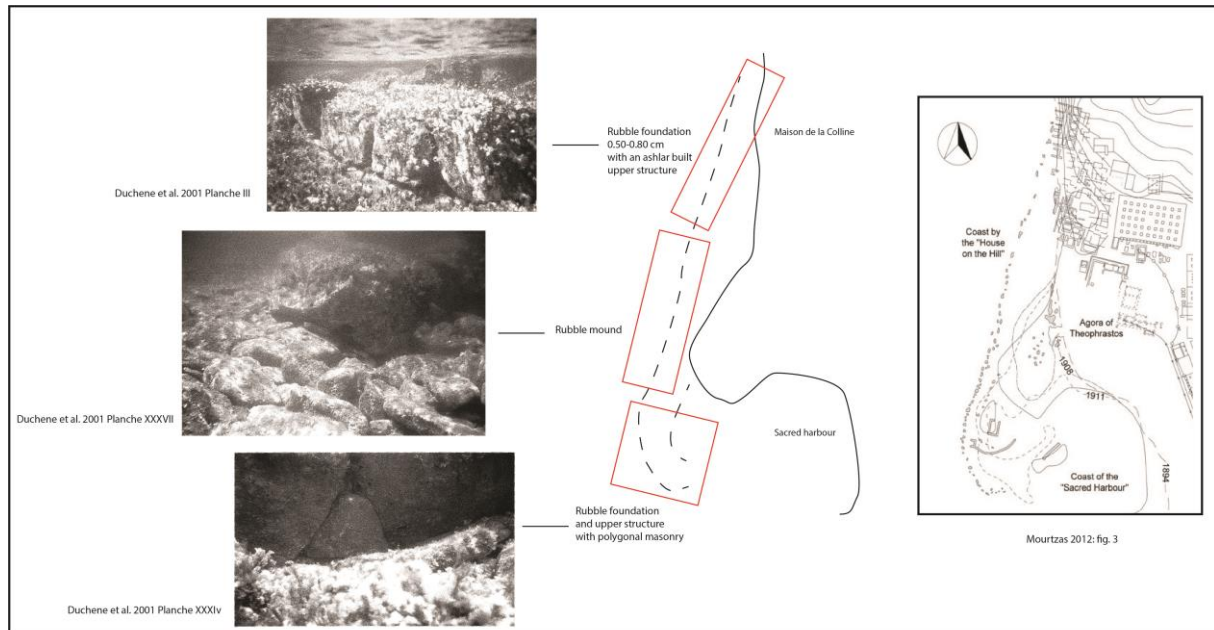 Duchene et al. 2001 Planche III
Rubble foundation
0.50-0.80 cm
with an ashlar built
upper structure
Maison de la Colline
Duchene et al. 2001 Planche XXXVII
Rubble mound
Sacred harbour
Duchene et al. 2001 Planche XXXIv
Rubble foundation
and upper structure
with polygonal masonry
Coast by
the "House
on the Hill"
Agora of
Theophrastos
1908
1911
1894
Coast of the
"Sacred Harbour"
Mourtzas 2012: fig. 3